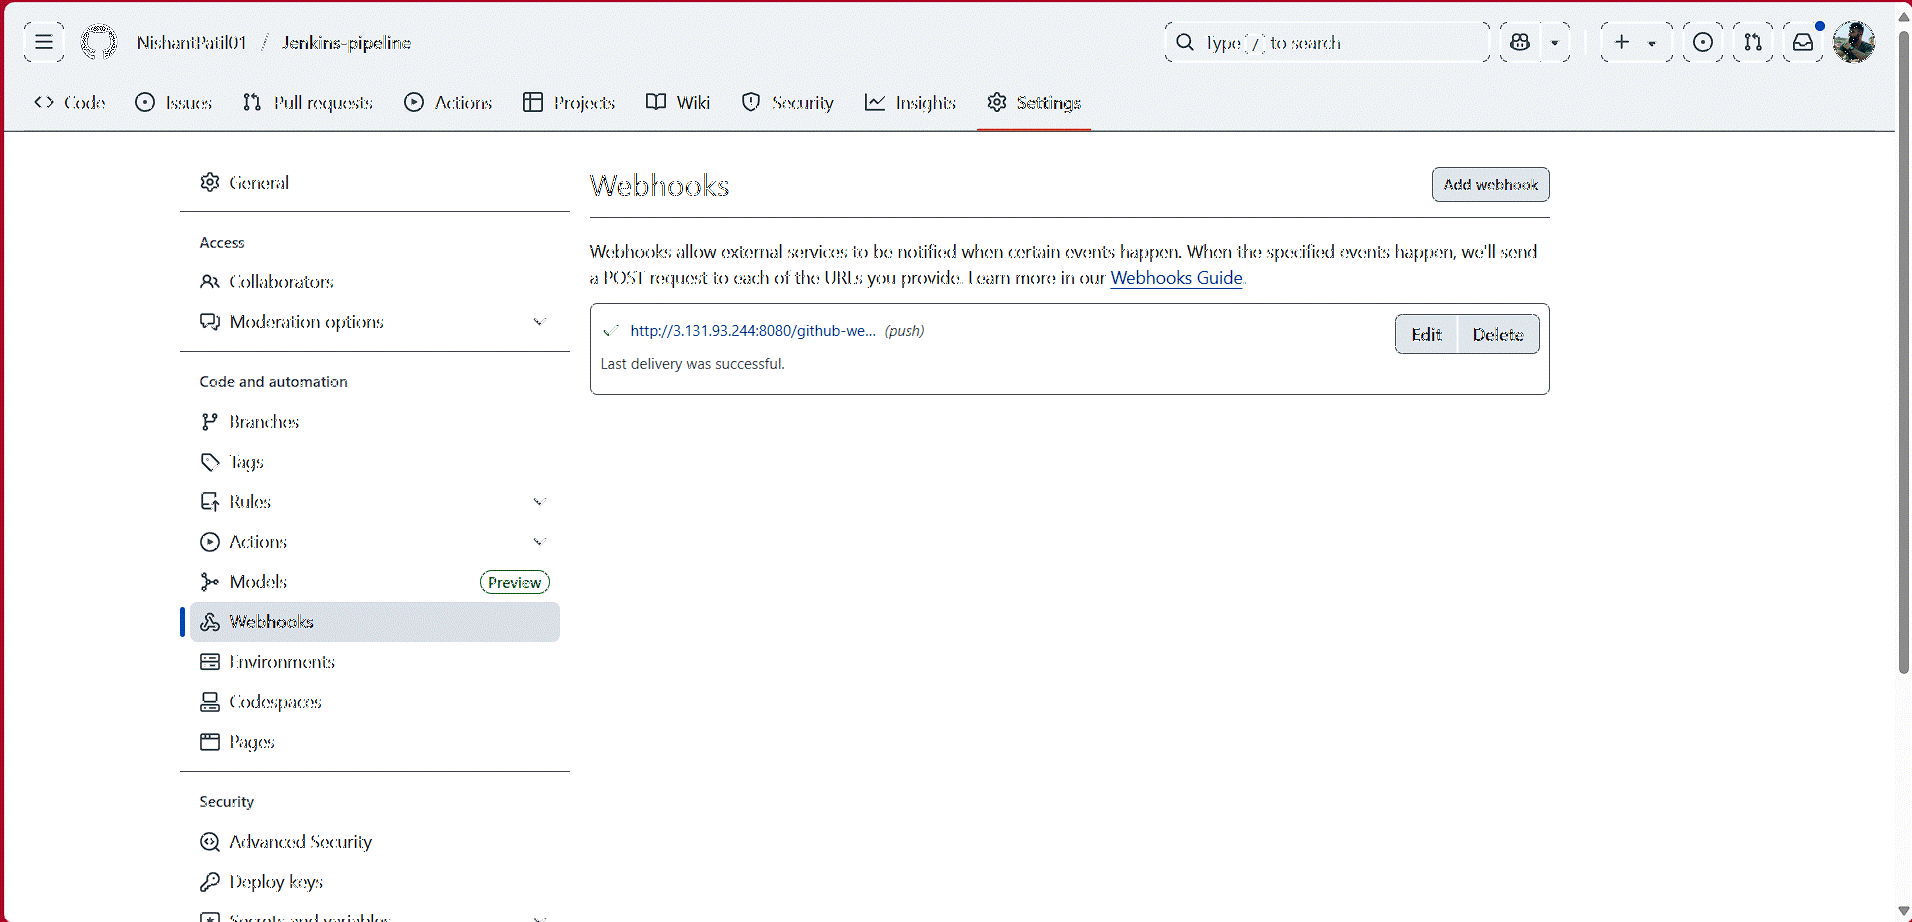 NishantPatil01 / Jenkins-pipeline
Type / to search
Code
Issues
Pull requests
Actions
Projects
Wiki
Security
Insights
Settings
General
Access
Collaborators
Moderation options
Code and automation
Branches
Tags
Rules
Actions
Models Preview
Webhooks
Environments
Codespaces
Pages
Security
Advanced Security
Deploy keys
Secrets and variables
Webhooks
Add webhook
Webhooks allow external services to be notified when certain events happen. When the specified events happen, we'll send
a POST request to each of the URLs you provide. Learn more in our Webhooks Guide.
http://3.131.93.244:8080/github-we... (push)
Edit
Delete
Last delivery was successful.